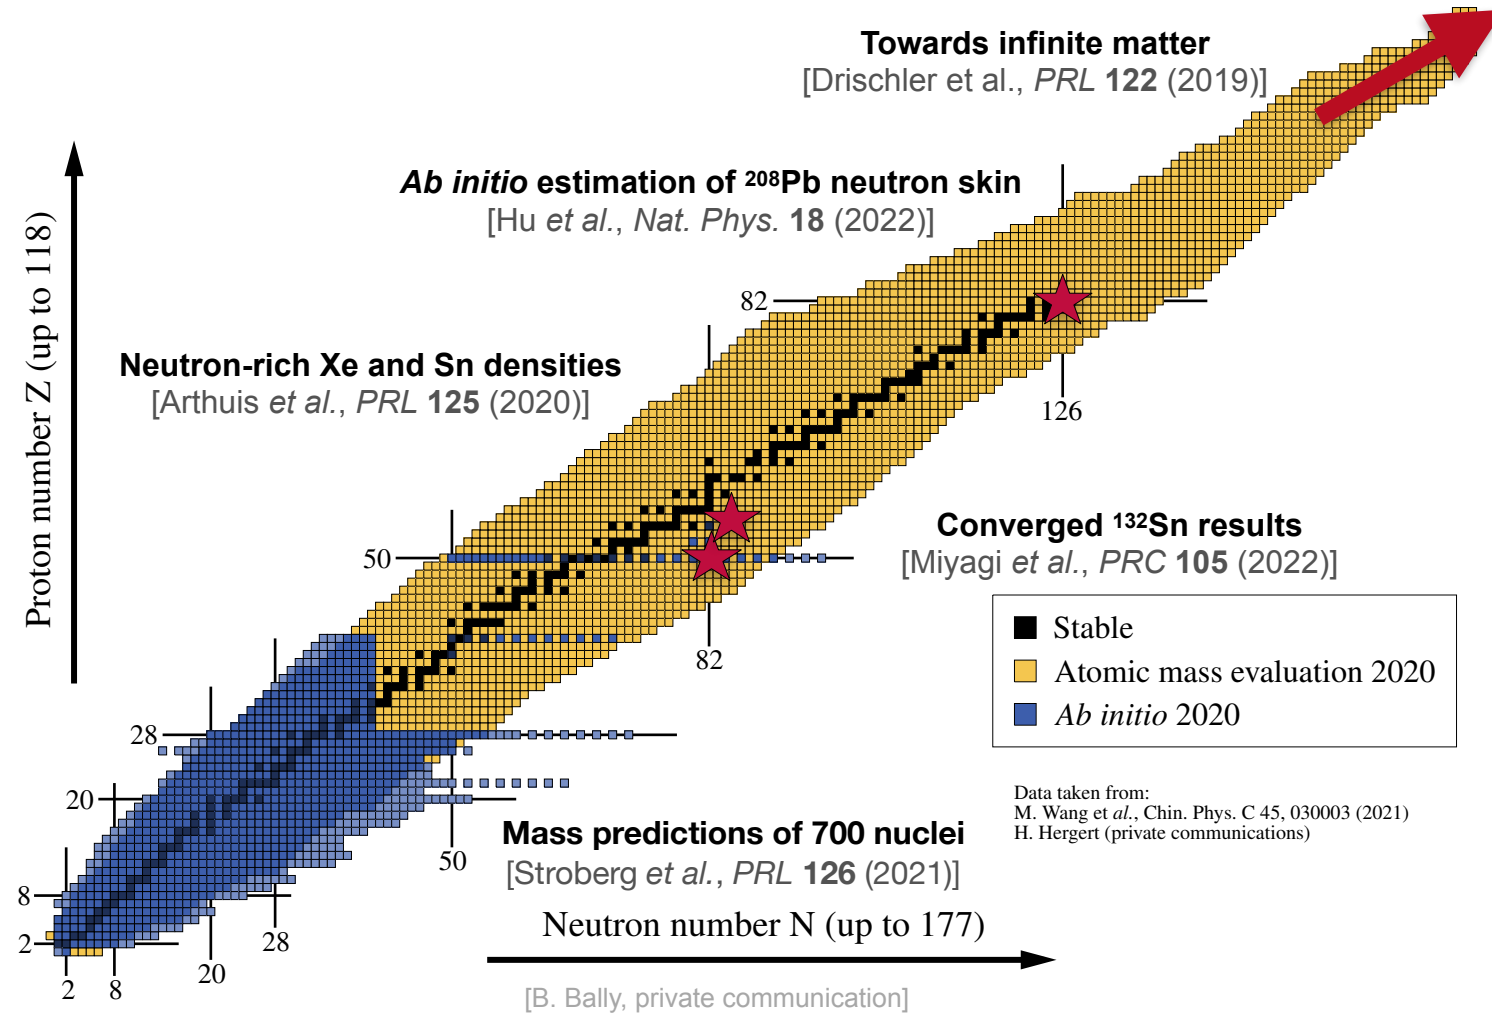 Towards infinite matter
[Drischler et al., PRL 122 (2019)]
Ab initio estimation of ²⁰⁸Pb neutron skin
[Hu et al., Nat. Phys. 18 (2022)]
82
Neutron-rich Xe and Sn densities
[Arthuis et al., PRL 125 (2020)]
126
Proton number Z (up to 118)
Converged ¹³²Sn results
[Miyagi et al., PRC 105 (2022)]
50
Stable
Atomic mass evaluation 2020
Ab initio 2020
82
28
20
Data taken from:
M. Wang et al., Chin. Phys. C 45, 030003 (2021)
H. Hergert (private communications)
Mass predictions of 700 nuclei
[Stroberg et al., PRL 126 (2021)]
50
8
2
Neutron number N (up to 177)
28
20
2
8
[B. Bally, private communication]